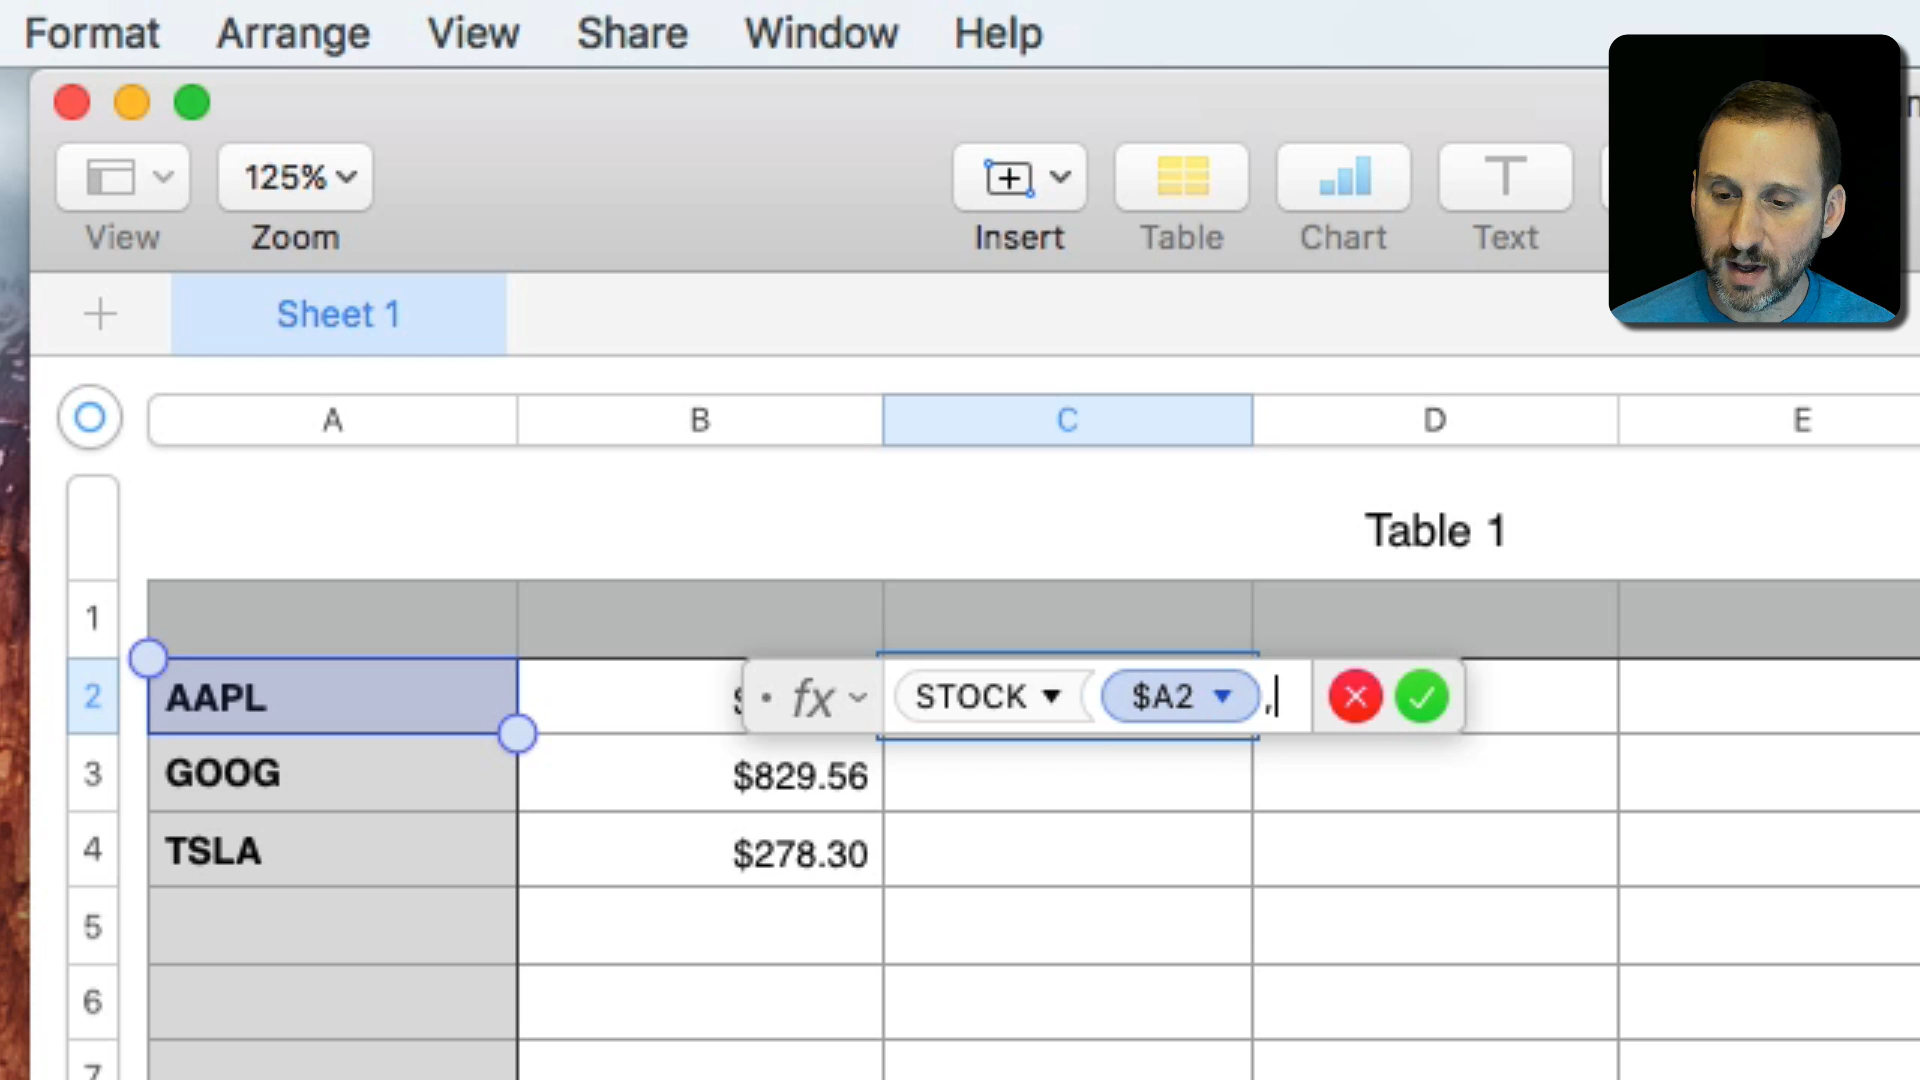 Format Arrange View Share Window Help
125%
View Zoom Insert Table Chart Text
Sheet 1
A B C D E
Table 1
1
2 AAPL $ fx STOCK $A2 ,
3 GOOG $829.56
4 TSLA $278.30
5
6
7